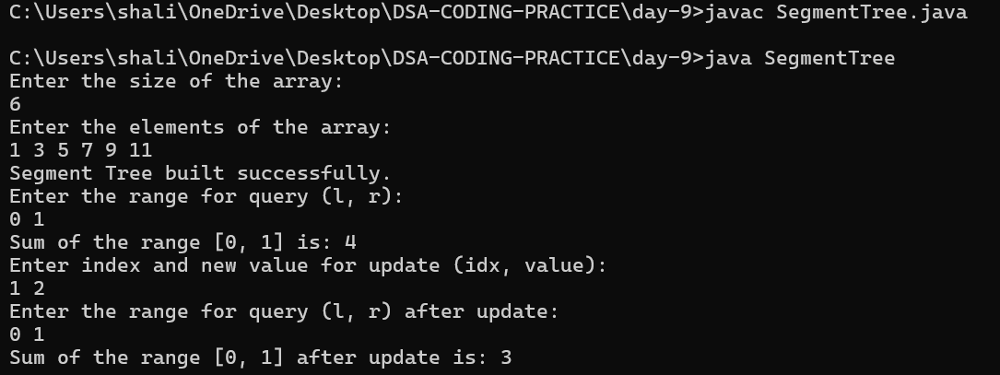 C:\Users\shali\OneDrive\Desktop\DSA-CODING-PRACTICE\day-9>javac SegmentTree.java
C:\Users\shali\OneDrive\Desktop\DSA-CODING-PRACTICE\day-9>java SegmentTree
Enter the size of the array:
6
Enter the elements of the array:
1 3 5 7 9 11
Segment Tree built successfully.
Enter the range for query (l, r):
0 1
Sum of the range [0, 1] is: 4
Enter index and new value for update (idx, value):
1 2
Enter the range for query (l, r) after update:
0 1
Sum of the range [0, 1] after update is: 3